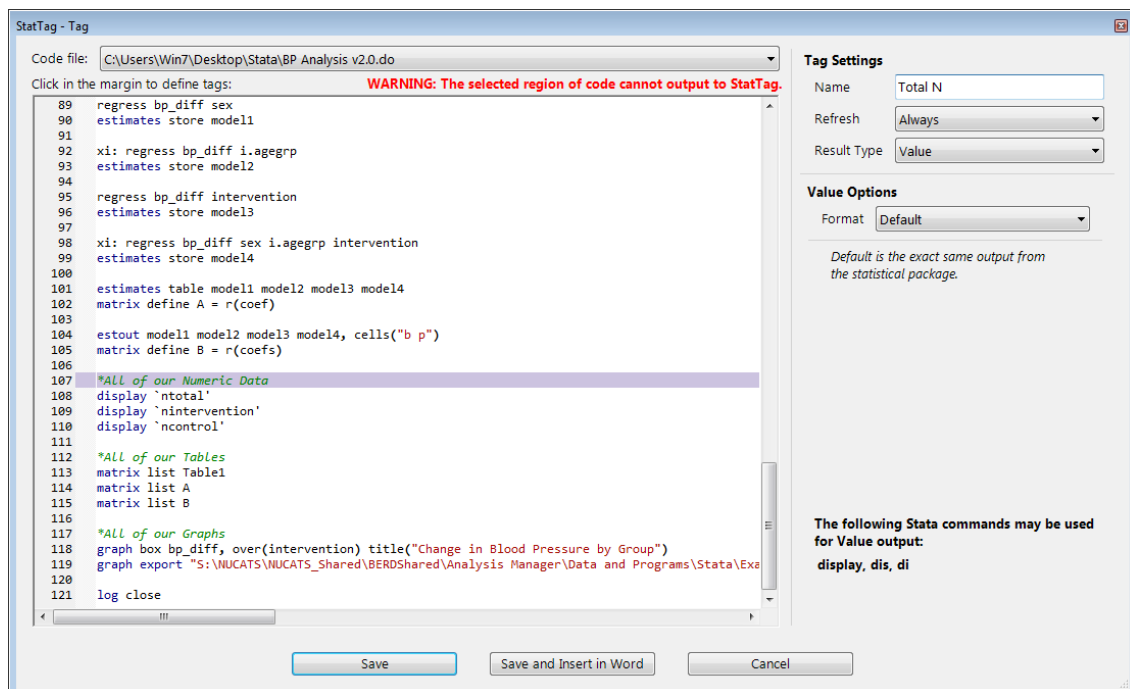 StatTag - Tag
Code file: C:\Users\Win7\Desktop\Stata\BP Analysis v2.0.do
Click in the margin to define tags: WARNING: The selected region of code cannot output to StatTag.
89 regress bp_diff sex
90 estimates store model1
91
92 xi: regress bp_diff i.agegrp
93 estimates store model2
94
95 regress bp_diff intervention
96 estimates store model3
97
98 xi: regress bp_diff sex i.agegrp intervention
99 estimates store model4
100
101 estimates table model1 model2 model3 model4
102 matrix define A = r(coef)
103
104 estout model1 model2 model3 model4, cells("b p")
105 matrix define B = r(coefs)
106
107 *All of our Numeric Data
108 display `ntotal'
109 display `nintervention'
110 display `ncontrol'
111
112 *All of our Tables
113 matrix list Table1
114 matrix list A
115 matrix list B
116
117 *All of our Graphs
118 graph box bp_diff, over(intervention) title("Change in Blood Pressure by Group")
119 graph export "S:\NUCATS\NUCATS_Shared\BERDShared\Analysis Manager\Data and Programs\Stata\Exa
120
121 log close
Tag Settings
Name Total N
Refresh Always
Result Type Value
Value Options
Format Default
Default is the exact same output from
the statistical package.
The following Stata commands may be used
for Value output:
display, dis, di
Save Save and Insert in Word Cancel